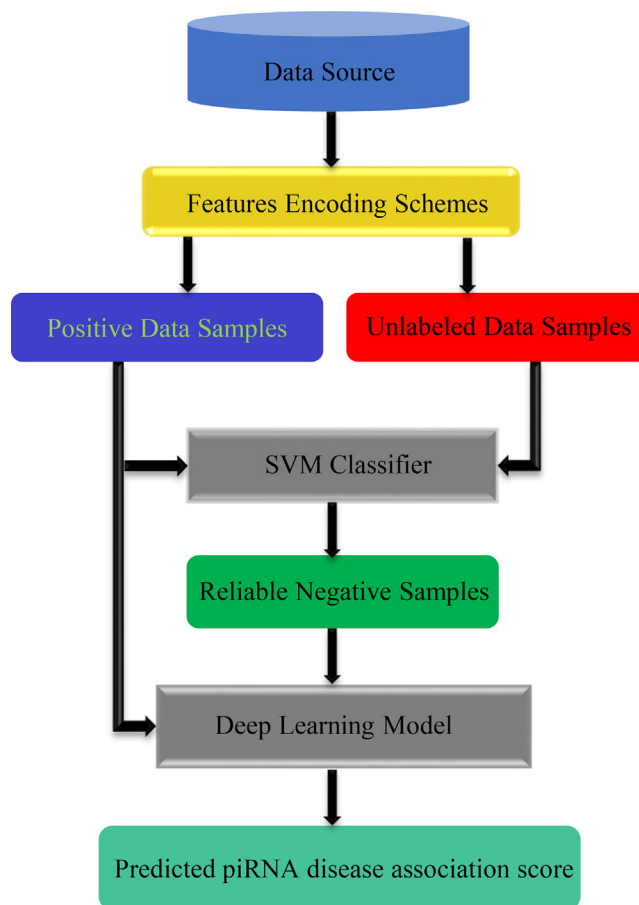 Data Source
Features Encoding Schemes
Positive Data Samples
Unlabeled Data Samples
SVM Classifier
Reliable Negative Samples
Deep Learning Model
Predicted piRNA disease association score